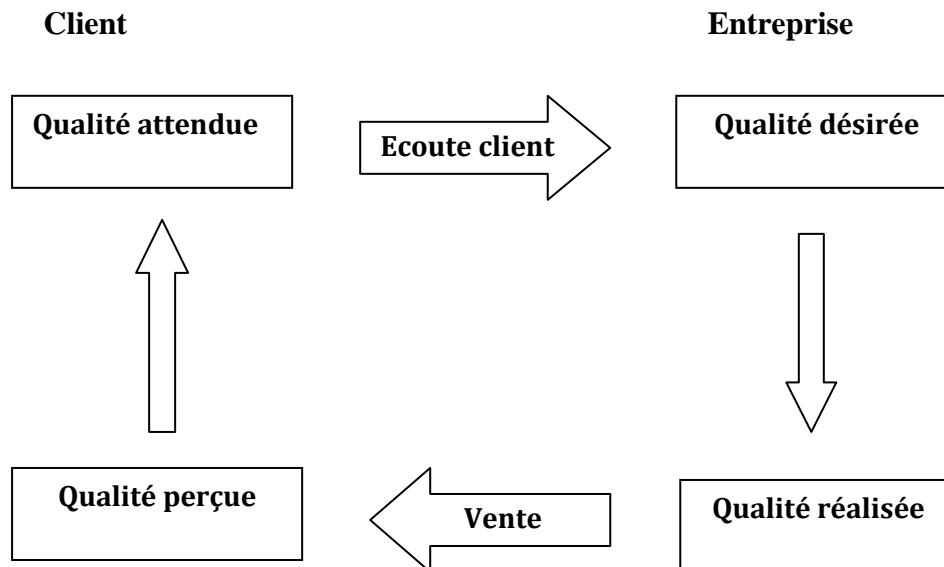 Client
Entreprise
Qualité attendue
Ecoute client
Qualité désirée
Qualité perçue
Vente
Qualité réalisée